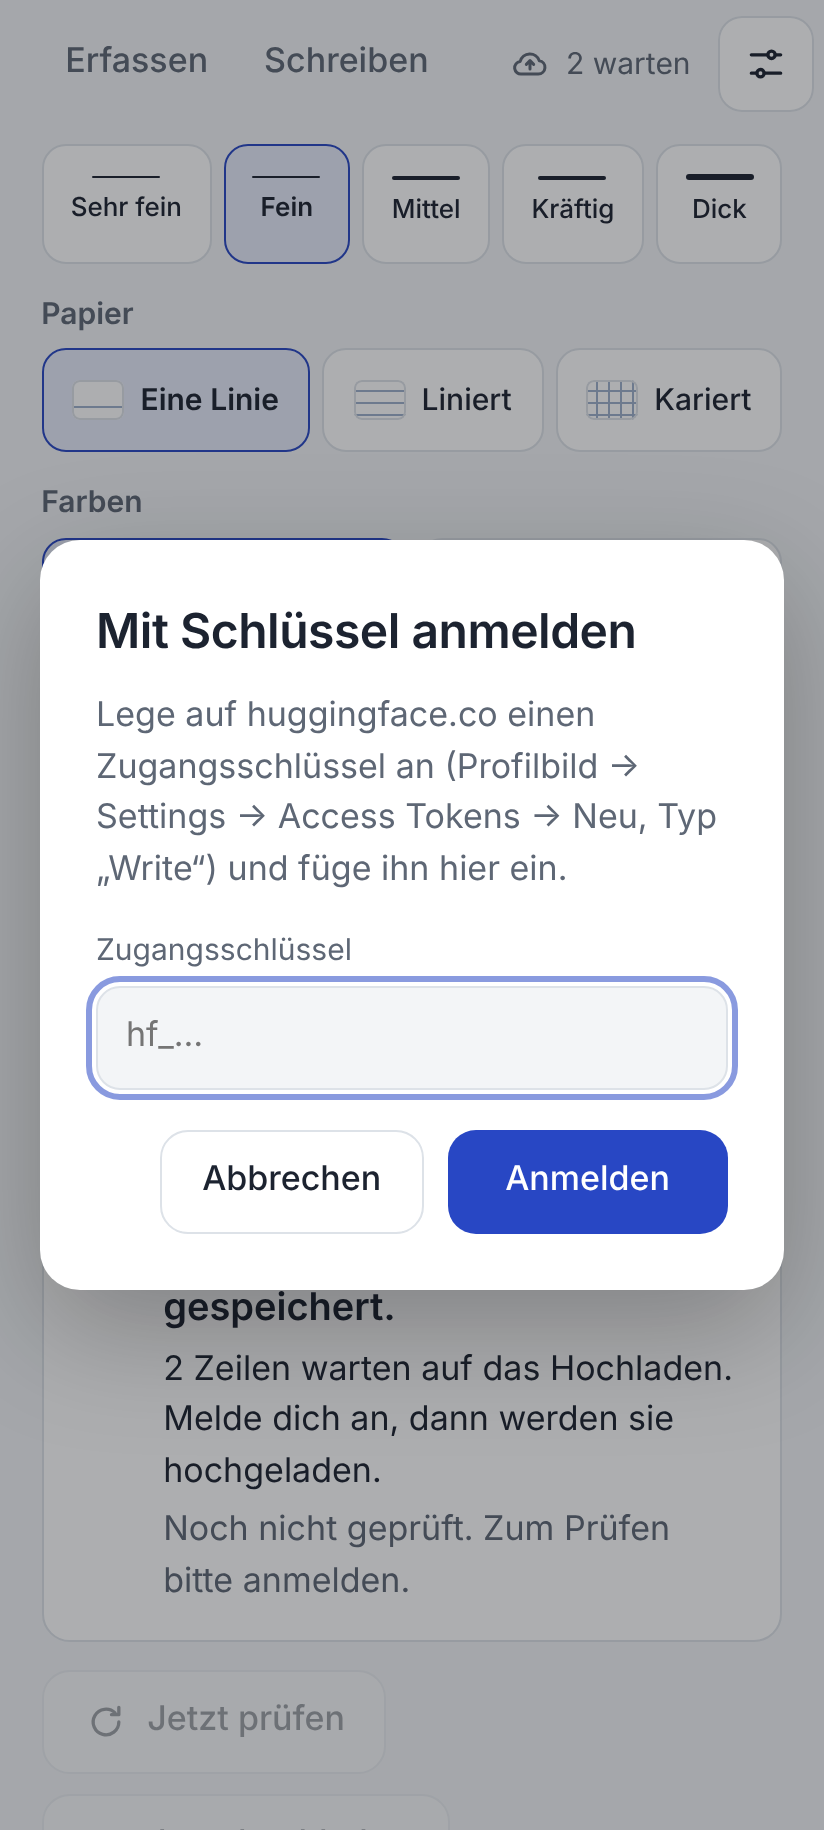 Erfassen Schreiben 2 warten
Sehr fein Fein Mittel Kräftig Dick
Papier
Eine Linie Liniert Kariert
Farben
Mit Schlüssel anmelden
Lege auf huggingface.co einen
Zugangsschlüssel an (Profilbild →
Settings → Access Tokens → Neu, Typ
„Write“) und füge ihn hier ein.
Zugangsschlüssel
hf_...
Abbrechen Anmelden
gespeichert.
2 Zeilen warten auf das Hochladen.
Melde dich an, dann werden sie
hochgeladen.
Noch nicht geprüft. Zum Prüfen
bitte anmelden.
Jetzt prüfen